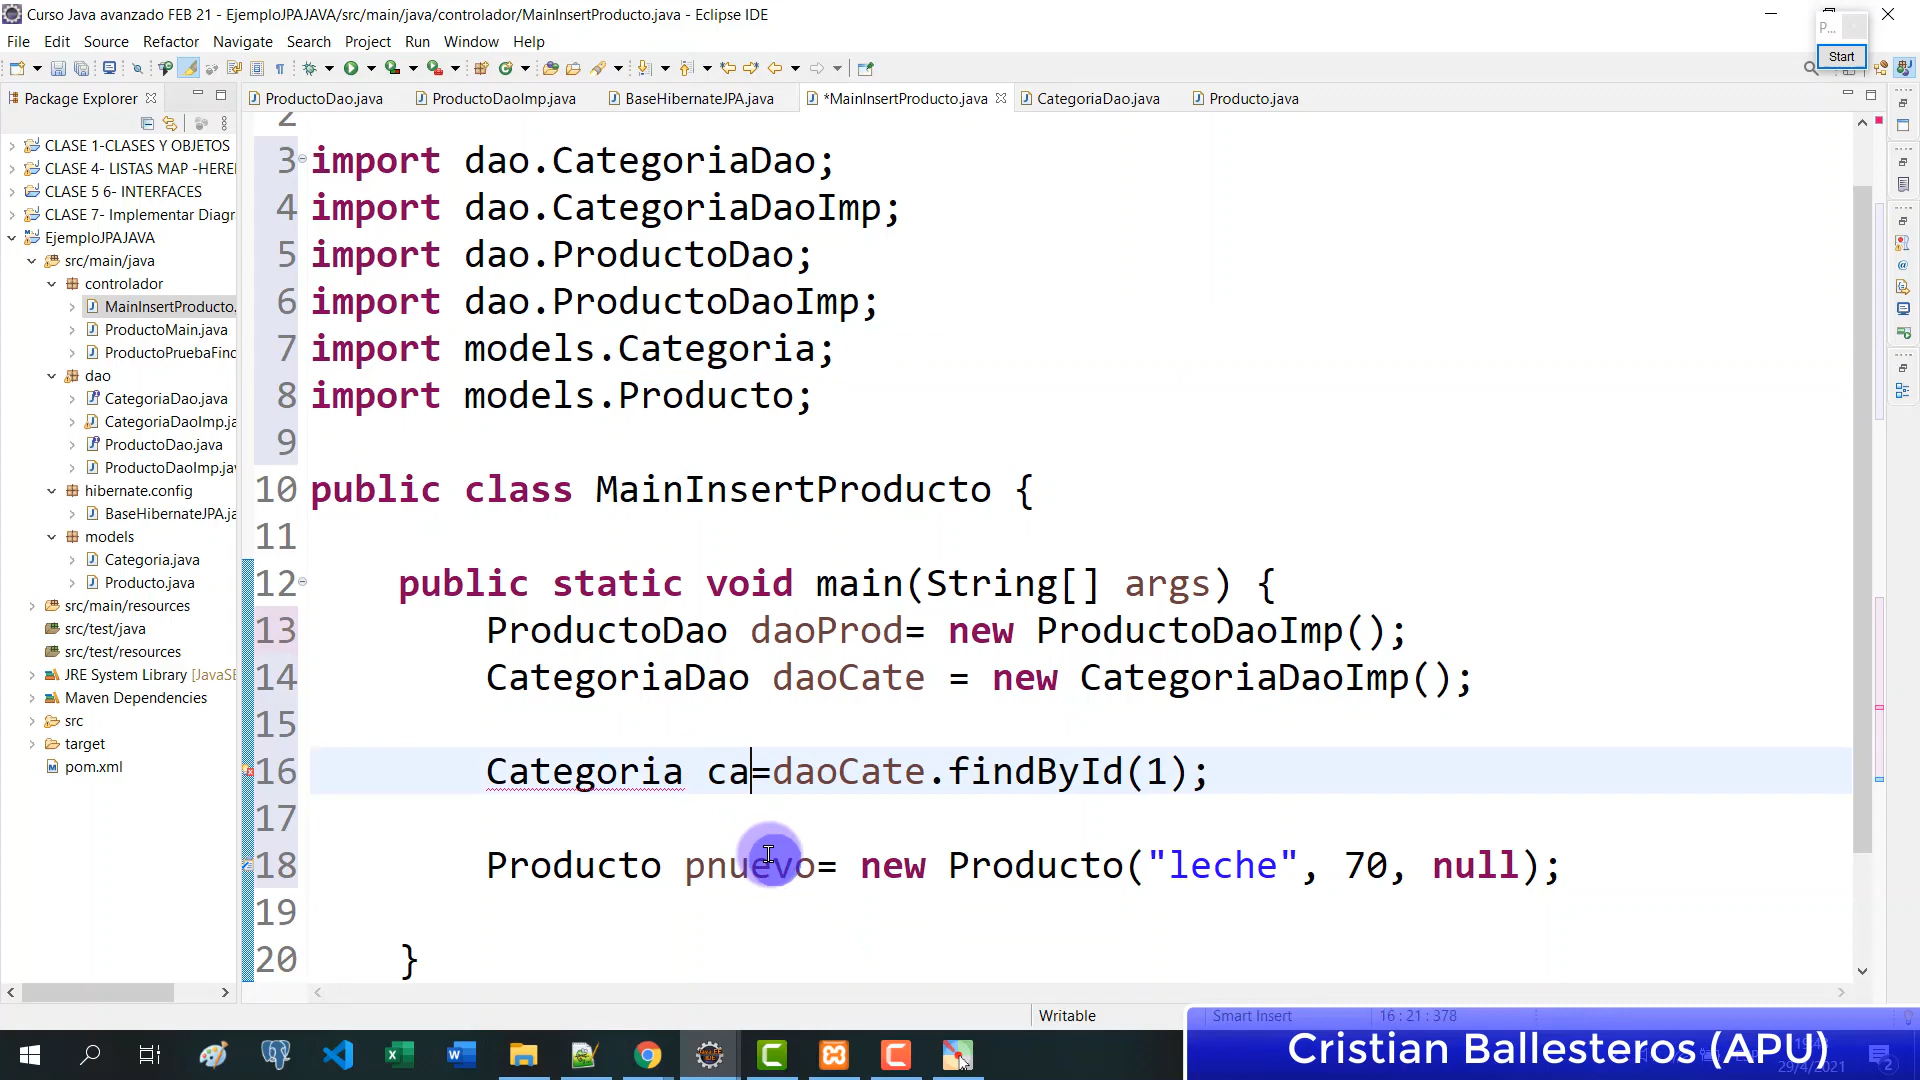 Curso Java avanzado FEB 21 - EjemploJPAJAVA/src/main/java/controlador/MainInsertProducto.java - Eclipse IDE
P...
Start
File Edit Source Refactor Navigate Search Project Run Window Help
Package Explorer
ProductoDao.java ProductoDaoImp.java BaseHibernateJPA.java *MainInsertProducto.java CategoriaDao.java Producto.java
CLASE 1-CLASES Y OBJETOS
CLASE 4- LISTAS MAP -HERE
CLASE 5 6- INTERFACES
CLASE 7- Implementar Diagr
EjemploJPAJAVA
src/main/java
controlador
MainInsertProducto.
ProductoMain.java
ProductoPruebaFind
dao
CategoriaDao.java
CategoriaDaoImp.ja
ProductoDao.java
ProductoDaoImp.jav
hibernate.config
BaseHibernateJPA.ja
models
Categoria.java
Producto.java
src/main/resources
src/test/java
src/test/resources
JRE System Library [JavaSE
Maven Dependencies
src
target
pom.xml
2
3 import dao.CategoriaDao;
4 import dao.CategoriaDaoImp;
5 import dao.ProductoDao;
6 import dao.ProductoDaoImp;
7 import models.Categoria;
8 import models.Producto;
9
10 public class MainInsertProducto {
11
12 public static void main(String[] args) {
13 ProductoDao daoProd= new ProductoDaoImp();
14 CategoriaDao daoCate = new CategoriaDaoImp();
15
16 Categoria ca=daoCate.findById(1);
17
18 Producto pnuevo= new Producto("leche", 70, null);
19
20 }
Writable Smart Insert 16 : 21 : 378
Cristian Ballesteros (APU)
29/4/2021
2